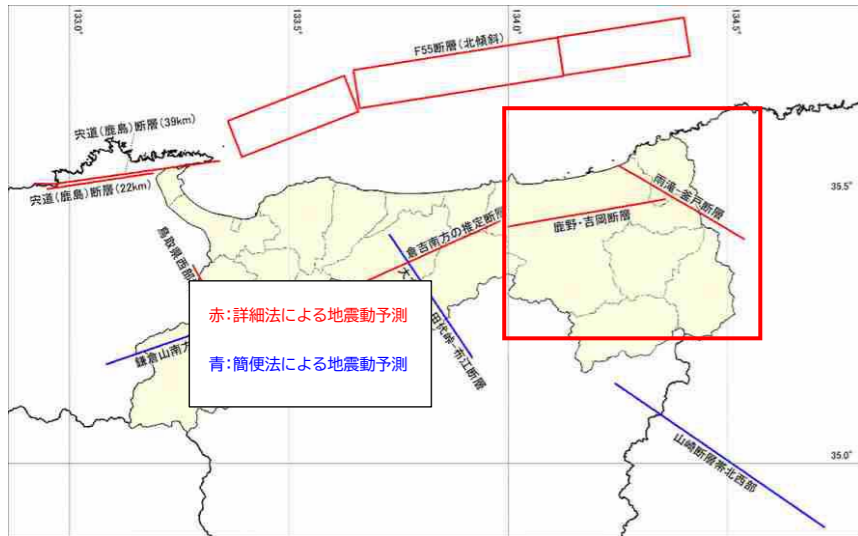 133.0°
133.5°
134.0°
134.5°
F55断層(北傾斜)
宍道(鹿島)断層(39km)
宍道(鹿島)断層(22km)
雨滝-釜戸断層
35.5°
鹿野・吉岡断層
倉吉南方の推定断層
鳥取県西部
大
田代峠-布江断層
鎌倉山南方
赤:詳細法による地震動予測
青:簡便法による地震動予測
山崎断層帯北西部
35.0°